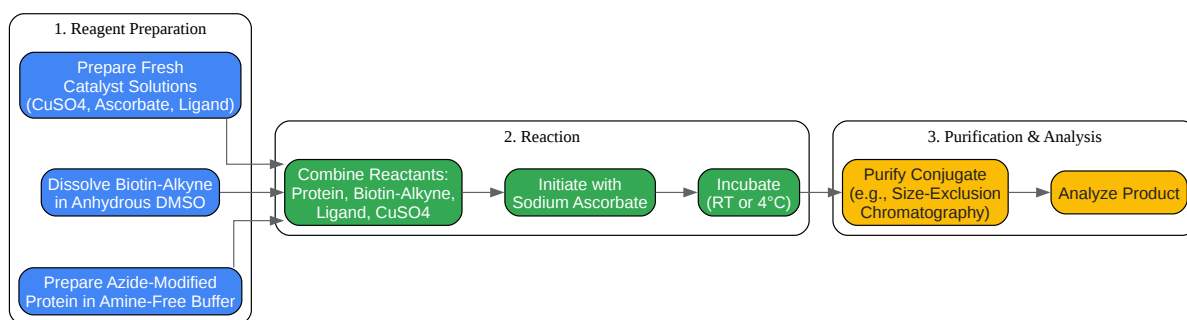 1. Reagent Preparation
Prepare Fresh
Catalyst Solutions
(CuSO4, Ascorbate, Ligand)
Dissolve Biotin-Alkyne
in Anhydrous DMSO
Prepare Azide-Modified
Protein in Amine-Free Buffer
2. Reaction
Combine Reactants:
Protein, Biotin-Alkyne,
Ligand, CuSO4
Initiate with
Sodium Ascorbate
Incubate
(RT or 4°C)
3. Purification & Analysis
Purify Conjugate
(e.g., Size-Exclusion
Chromatography)
Analyze Product